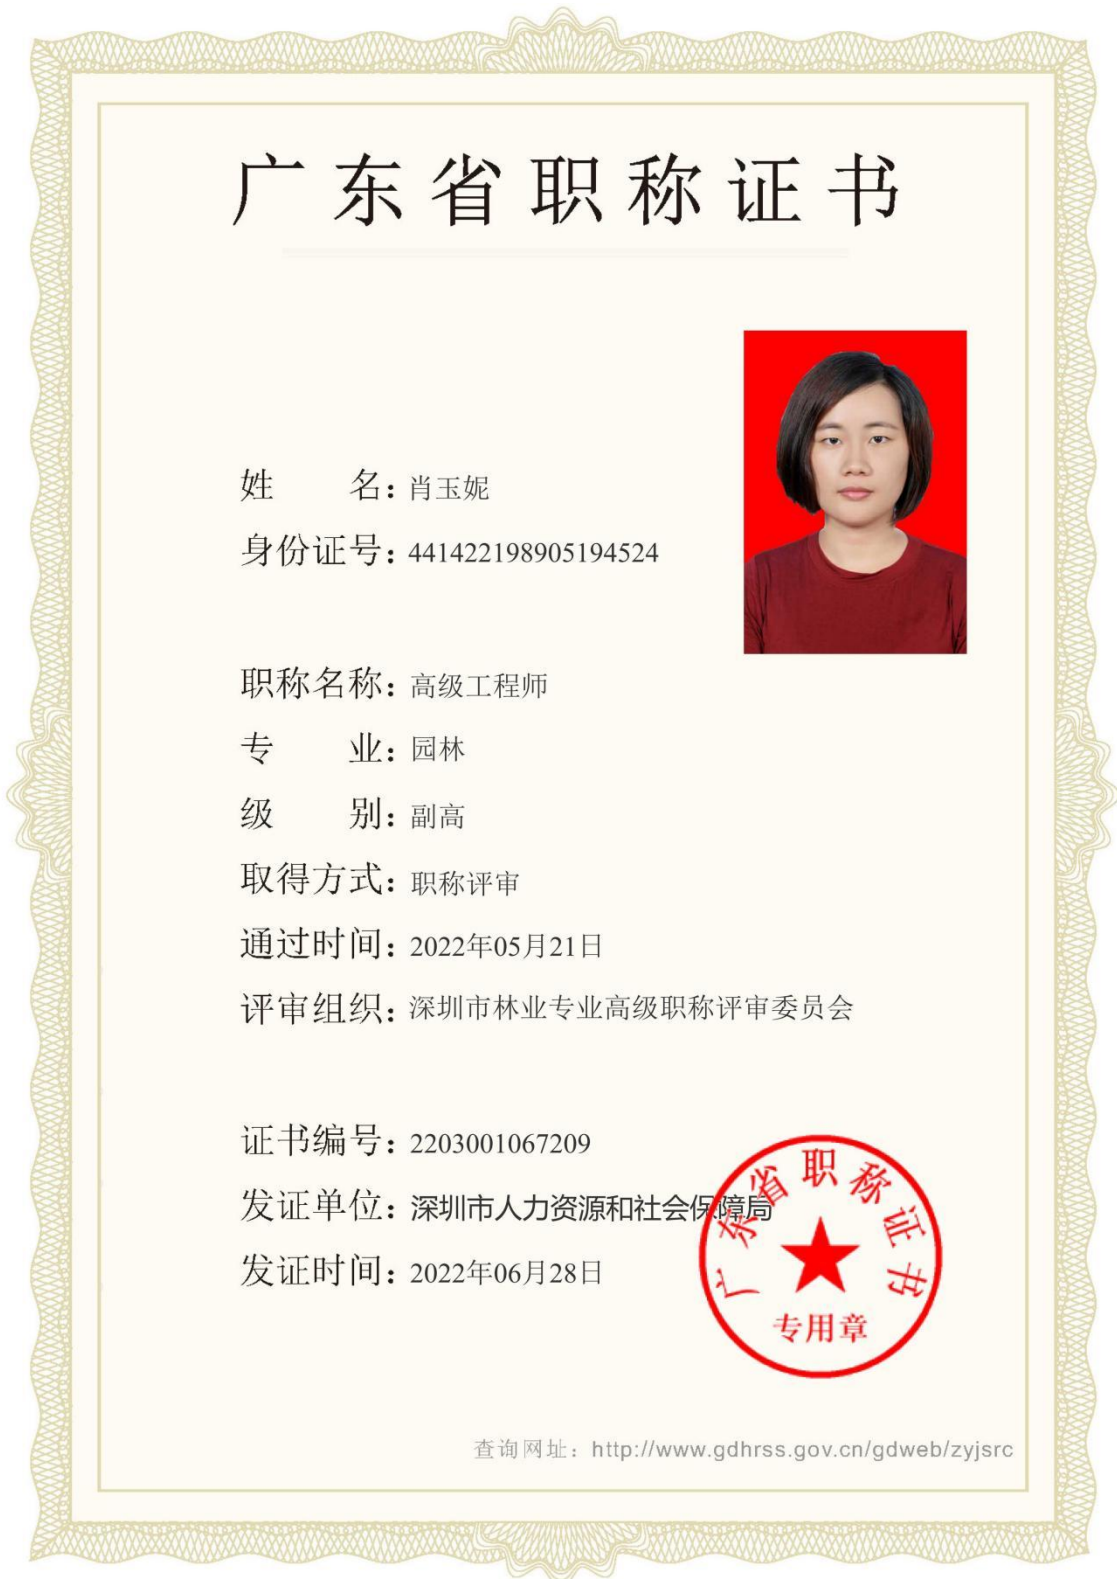 广东省职称证书
姓　　名：肖玉妮
身份证号：441422198905194524
职称名称：高级工程师
专　　业：园林
级　　别：副高
取得方式：职称评审
通过时间：2022年05月21日
评审组织：深圳市林业专业高级职称评审委员会
证书编号：2203001067209
发证单位：深圳市人力资源和社会保障局
发证时间：2022年06月28日
广东省职称证书
专用章
查询网址：http://www.gdhrss.gov.cn/gdweb/zyjsrc